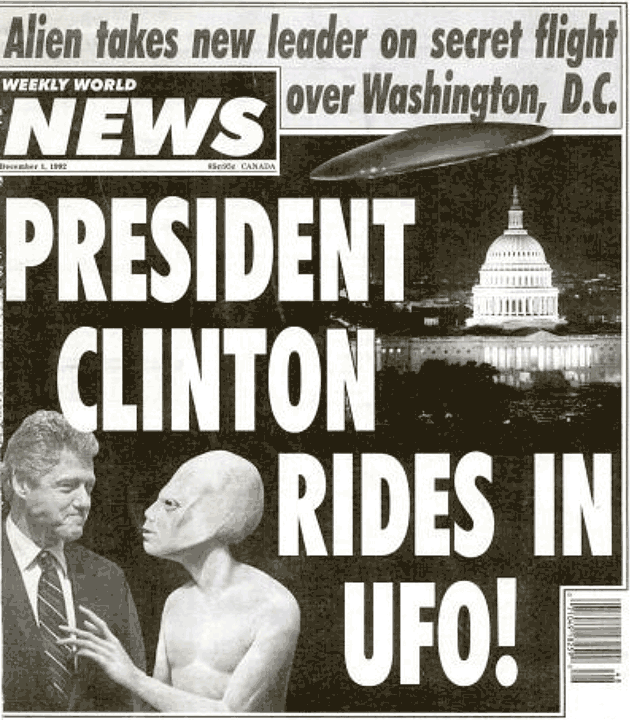 Alien takes new leader on secret flight
over Washington, D.C.
WEEKLY WORLD
NEWS
December 1, 1992 85¢/95¢ CANADA
PRESIDENT
CLINTON
RIDES IN
UFO!